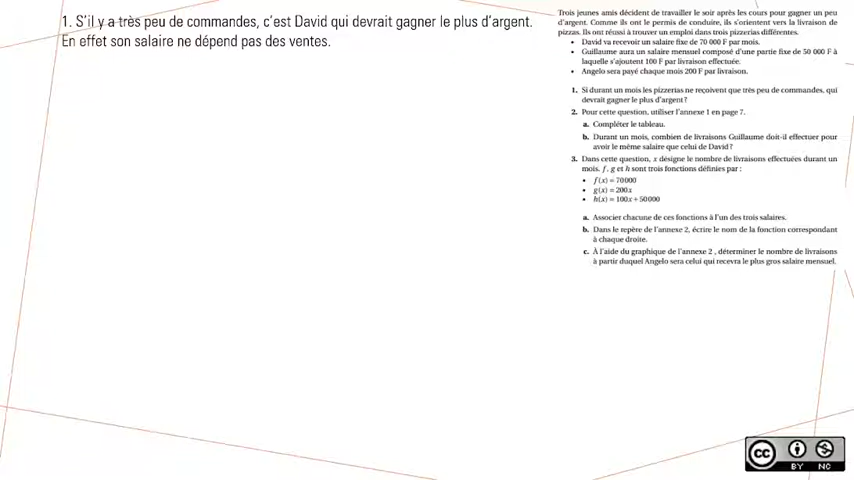 1. S'il y a très peu de commandes, c'est David qui devrait gagner le plus d'argent.
En effet son salaire ne dépend pas des ventes.
Trois jeunes amis décident de travailler le soir après les cours pour gagner un peu
d'argent. Comme ils ont le permis de conduire, ils s'orientent vers la livraison de
pizzas. Ils ont réussi à trouver un emploi dans trois pizzerias différentes.
• David va recevoir un salaire fixe de 70 000 F par mois.
• Guillaume aura un salaire mensuel composé d'une partie fixe de 50 000 F à
laquelle s'ajoutent 100 F par livraison effectuée.
• Angelo sera payé chaque mois 200 F par livraison.
1. Si durant un mois les pizzerias ne reçoivent que très peu de commandes, qui
devrait gagner le plus d'argent ?
2. Pour cette question, utiliser l'annexe 1 en page 7.
a. Compléter le tableau.
b. Durant un mois, combien de livraisons Guillaume doit-il effectuer pour
avoir le même salaire que celui de David ?
3. Dans cette question, x désigne le nombre de livraisons effectuées durant un
mois. f, g et h sont trois fonctions définies par :
• f(x) = 70000
• g(x) = 200x
• h(x) = 100x + 50000
a. Associer chacune de ces fonctions à l'un des trois salaires.
b. Dans le repère de l'annexe 2, écrire le nom de la fonction correspondant
à chaque droite.
c. À l'aide du graphique de l'annexe 2 , déterminer le nombre de livraisons
à partir duquel Angelo sera celui qui recevra le plus gros salaire mensuel.
cc
BY NC